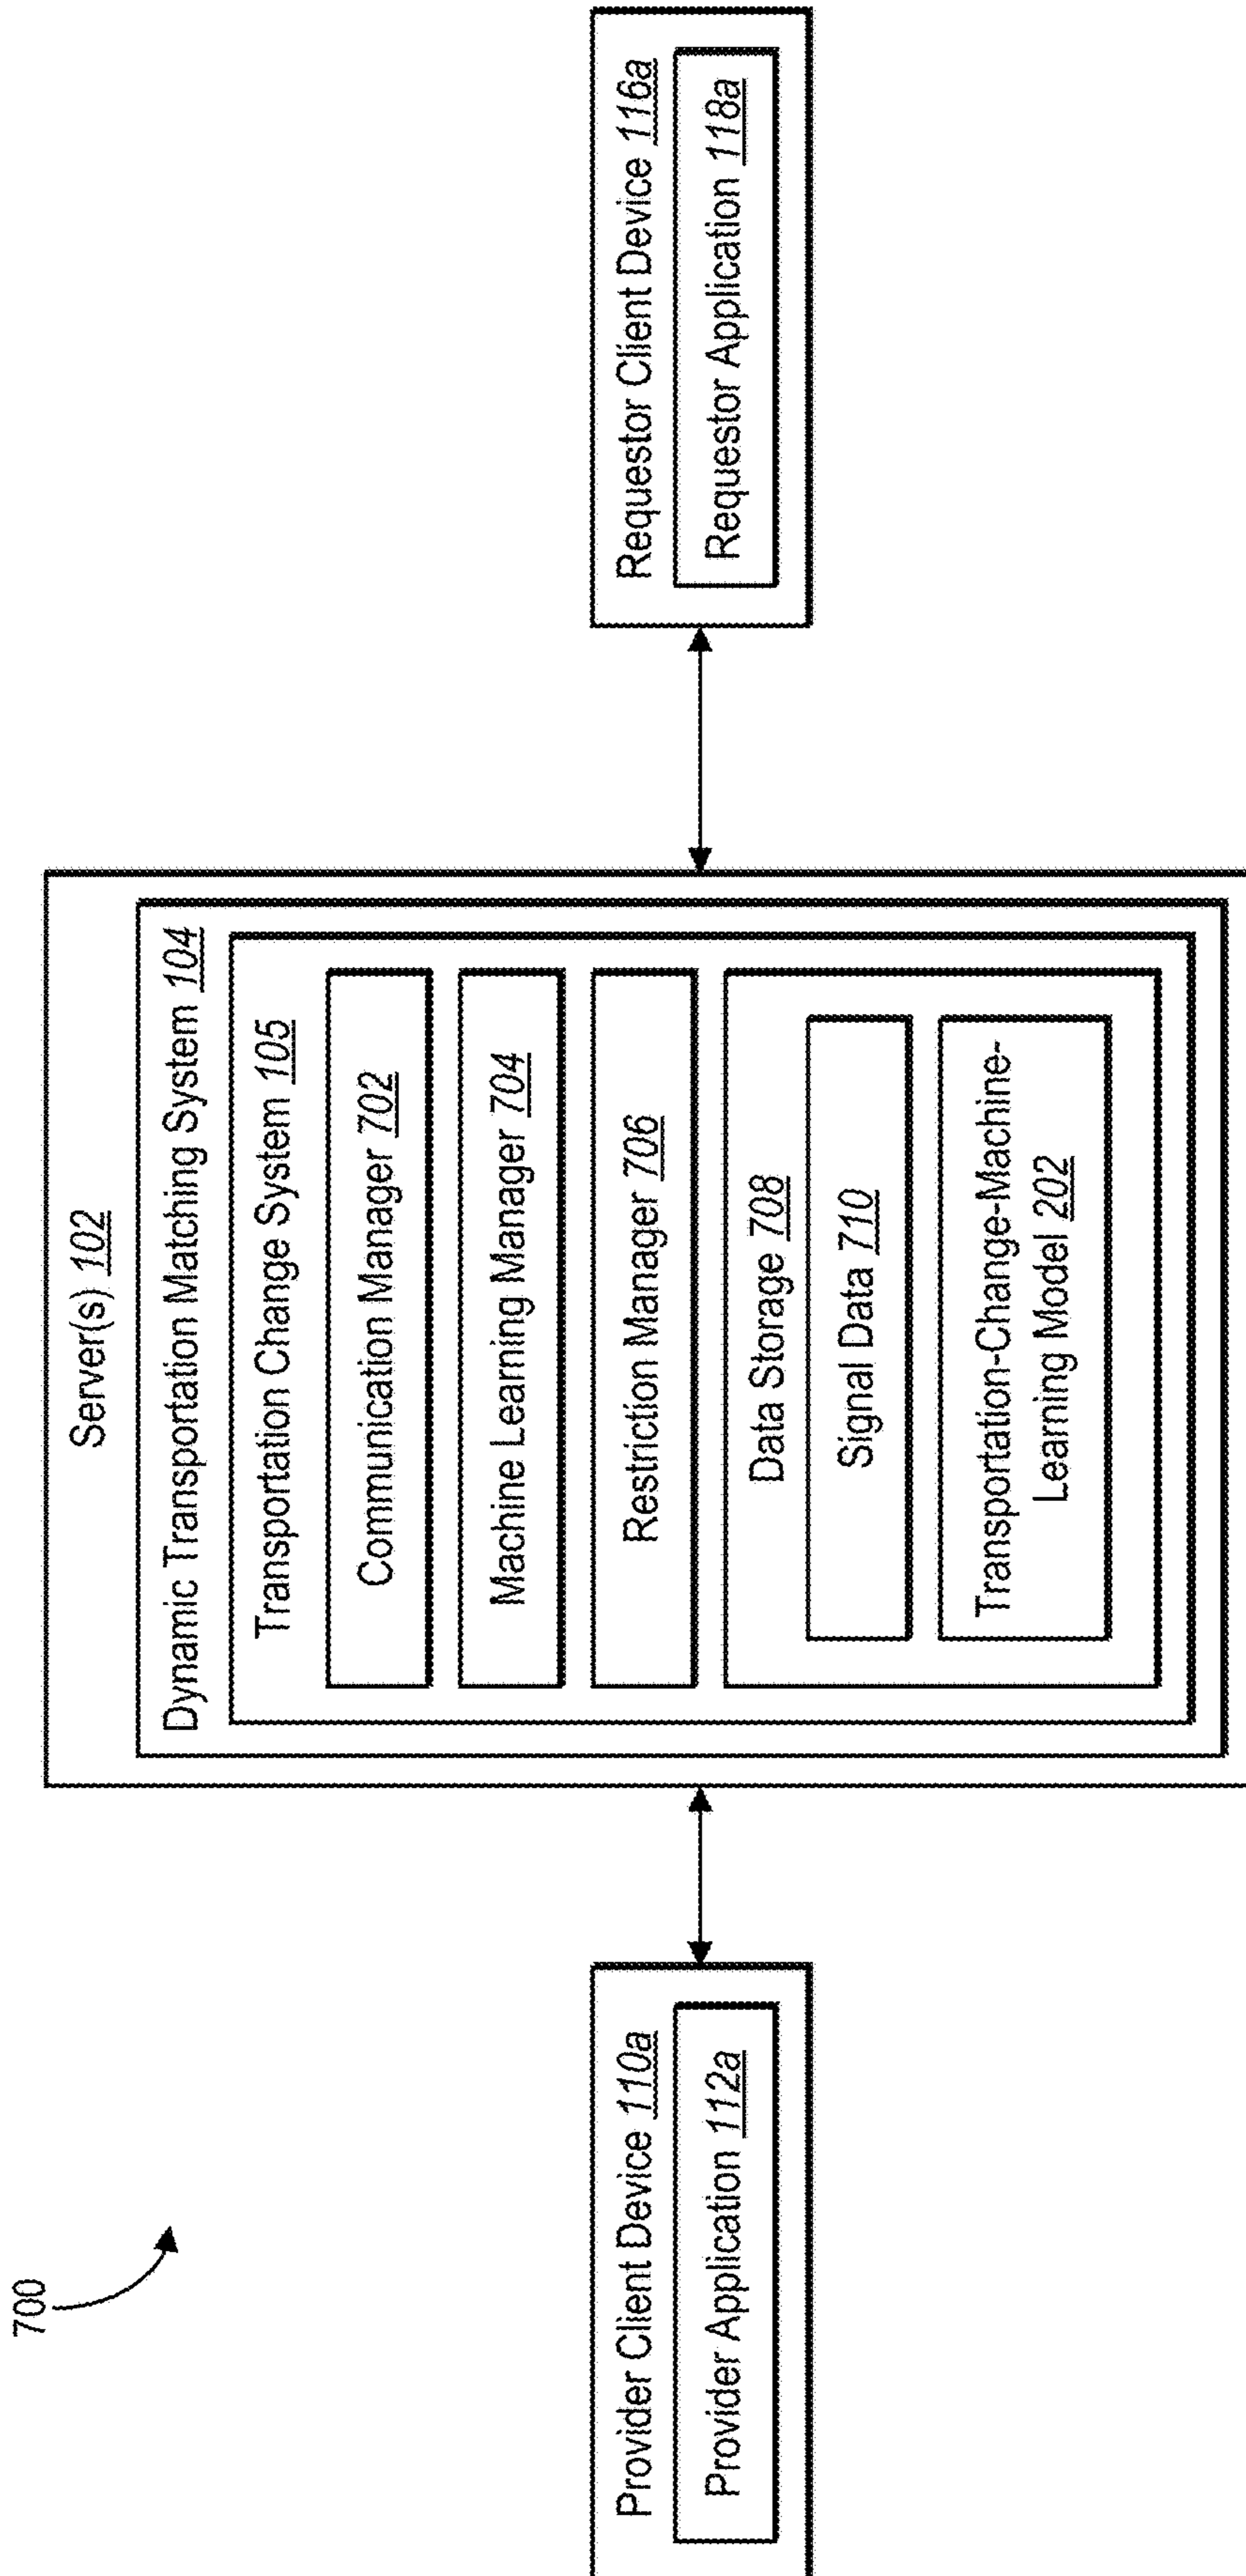 700
Provider Client Device 110a
Provider Application 112a
Server(s) 102
Dynamic Transportation Matching System 104
Transportation Change System 105
Communication Manager 702
Machine Learning Manager 704
Restriction Manager 706
Data Storage 708
Signal Data 710
Transportation-Change-Machine-
Learning Model 202
Requestor Client Device 116a
Requestor Application 118a